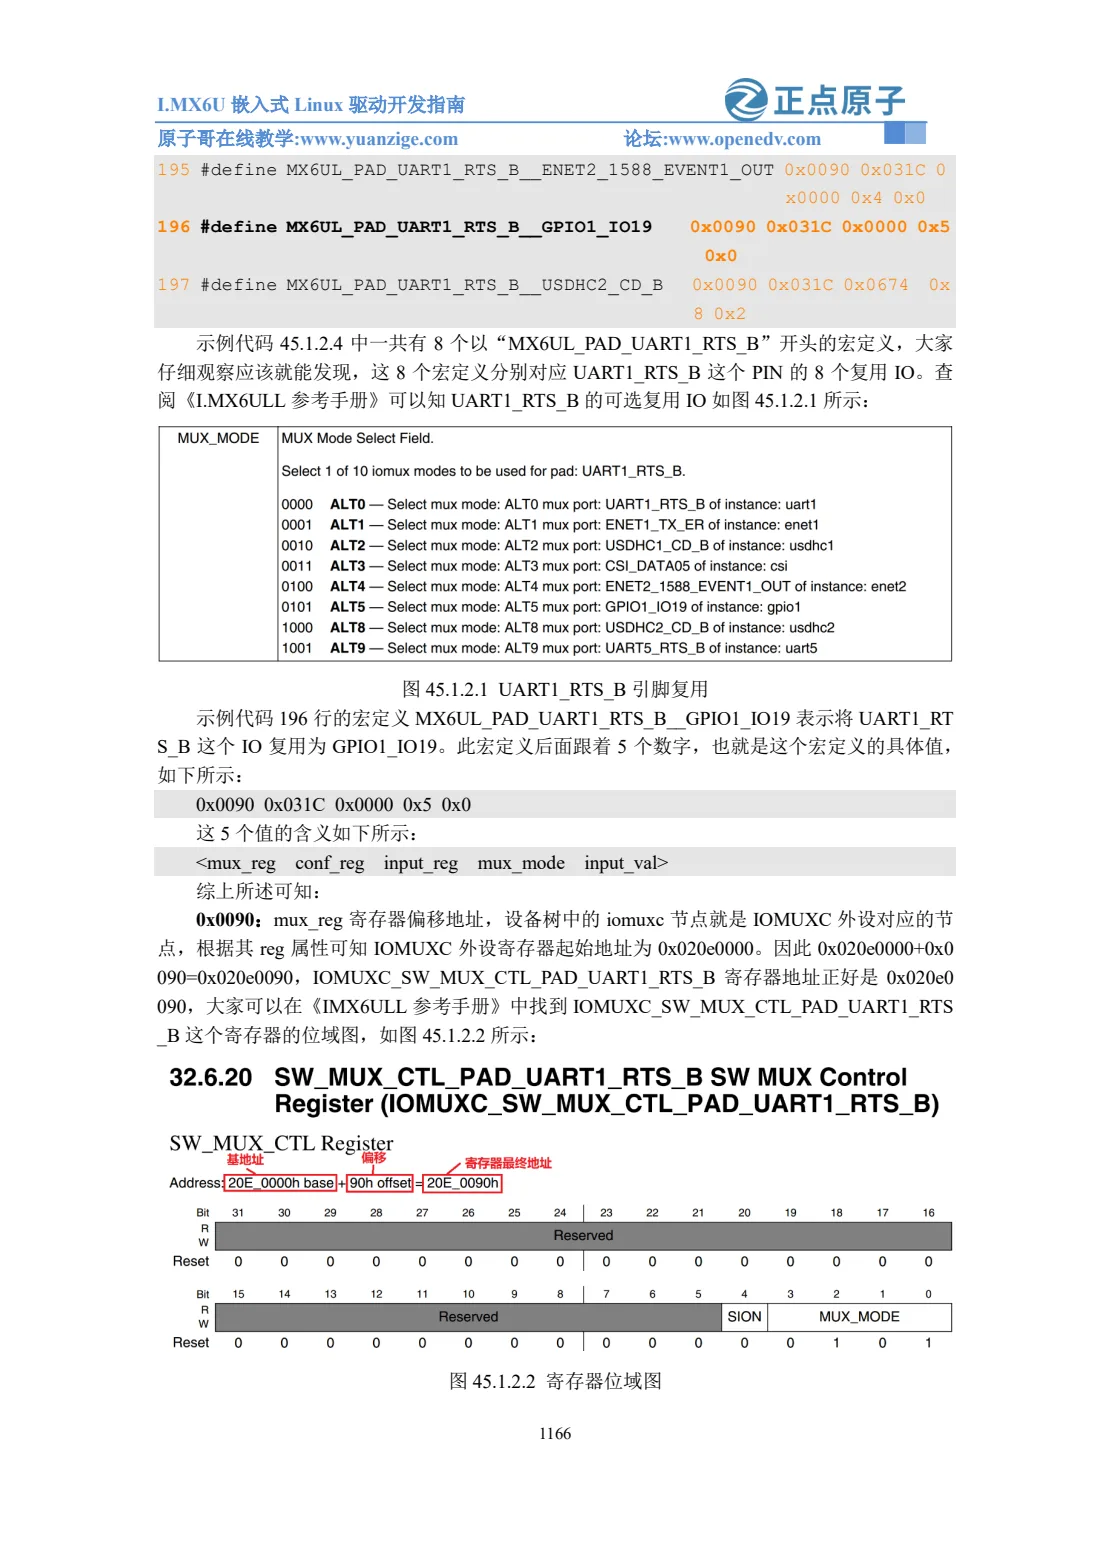 I.MX6U 嵌入式 Linux 驱动开发指南
正点原子
原子哥在线教学:www.yuanzige.com 论坛:www.openedv.com
195 #define MX6UL_PAD_UART1_RTS_B__ENET2_1588_EVENT1_OUT 0x0090 0x031C 0
x0000 0x4 0x0
196 #define MX6UL_PAD_UART1_RTS_B__GPIO1_IO19 0x0090 0x031C 0x0000 0x5
0x0
197 #define MX6UL_PAD_UART1_RTS_B__USDHC2_CD_B 0x0090 0x031C 0x0674 0x
8 0x2
示例代码 45.1.2.4 中一共有 8 个以“MX6UL_PAD_UART1_RTS_B”开头的宏定义，大家
仔细观察应该就能发现，这 8 个宏定义分别对应 UART1_RTS_B 这个 PIN 的 8 个复用 IO。查
阅《I.MX6ULL 参考手册》可以知 UART1_RTS_B 的可选复用 IO 如图 45.1.2.1 所示：
MUX_MODE MUX Mode Select Field.
Select 1 of 10 iomux modes to be used for pad: UART1_RTS_B.
0000 ALT0 — Select mux mode: ALT0 mux port: UART1_RTS_B of instance: uart1
0001 ALT1 — Select mux mode: ALT1 mux port: ENET1_TX_ER of instance: enet1
0010 ALT2 — Select mux mode: ALT2 mux port: USDHC1_CD_B of instance: usdhc1
0011 ALT3 — Select mux mode: ALT3 mux port: CSI_DATA05 of instance: csi
0100 ALT4 — Select mux mode: ALT4 mux port: ENET2_1588_EVENT1_OUT of instance: enet2
0101 ALT5 — Select mux mode: ALT5 mux port: GPIO1_IO19 of instance: gpio1
1000 ALT8 — Select mux mode: ALT8 mux port: USDHC2_CD_B of instance: usdhc2
1001 ALT9 — Select mux mode: ALT9 mux port: UART5_RTS_B of instance: uart5
图 45.1.2.1 UART1_RTS_B 引脚复用
示例代码 196 行的宏定义 MX6UL_PAD_UART1_RTS_B__GPIO1_IO19 表示将 UART1_RT
S_B 这个 IO 复用为 GPIO1_IO19。此宏定义后面跟着 5 个数字，也就是这个宏定义的具体值，
如下所示：
0x0090 0x031C 0x0000 0x5 0x0
这 5 个值的含义如下所示：
<mux_reg conf_reg input_reg mux_mode input_val>
综上所述可知：
0x0090：mux_reg 寄存器偏移地址，设备树中的 iomuxc 节点就是 IOMUXC 外设对应的节
点，根据其 reg 属性可知 IOMUXC 外设寄存器起始地址为 0x020e0000。因此 0x020e0000+0x0
090=0x020e0090，IOMUXC_SW_MUX_CTL_PAD_UART1_RTS_B 寄存器地址正好是 0x020e0
090，大家可以在《IMX6ULL 参考手册》中找到 IOMUXC_SW_MUX_CTL_PAD_UART1_RTS
_B 这个寄存器的位域图，如图 45.1.2.2 所示：
32.6.20 SW_MUX_CTL_PAD_UART1_RTS_B SW MUX Control
Register (IOMUXC_SW_MUX_CTL_PAD_UART1_RTS_B)
SW_MUX_CTL Register
基地址 偏移 寄存器最终地址
Address: 20E_0000h base + 90h offset = 20E_0090h
Bit 31 30 29 28 27 26 25 24 23 22 21 20 19 18 17 16
R
Reserved
W
Reset 0 0 0 0 0 0 0 0 0 0 0 0 0 0 0 0
Bit 15 14 13 12 11 10 9 8 7 6 5 4 3 2 1 0
R
Reserved SION MUX_MODE
W
Reset 0 0 0 0 0 0 0 0 0 0 0 0 0 1 0 1
图 45.1.2.2 寄存器位域图
1166